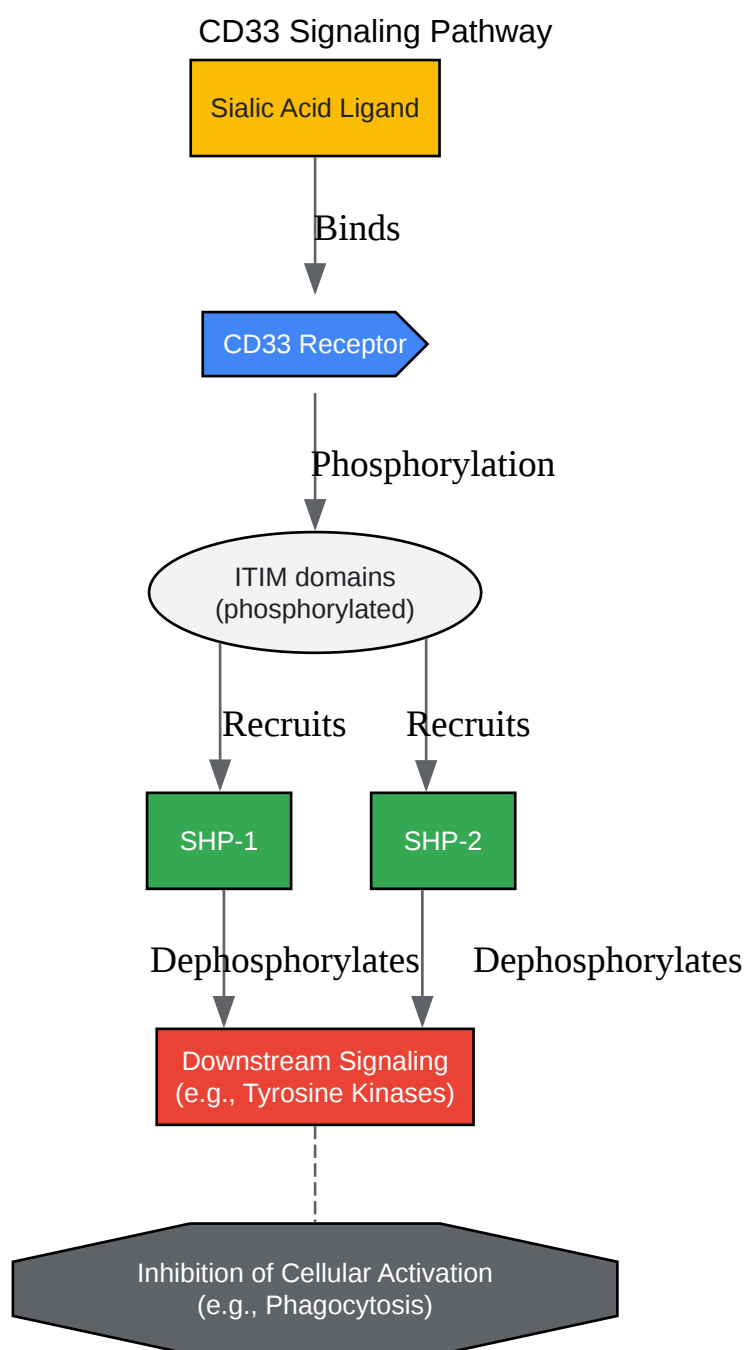 CD33 Signaling Pathway
Sialic Acid Ligand
Binds
CD33 Receptor
Phosphorylation
ITIM domains
(phosphorylated)
Recruits
Recruits
SHP-1
SHP-2
Dephosphorylates
Dephosphorylates
Downstream Signaling
(e.g., Tyrosine Kinases)
Inhibition of Cellular Activation
(e.g., Phagocytosis)